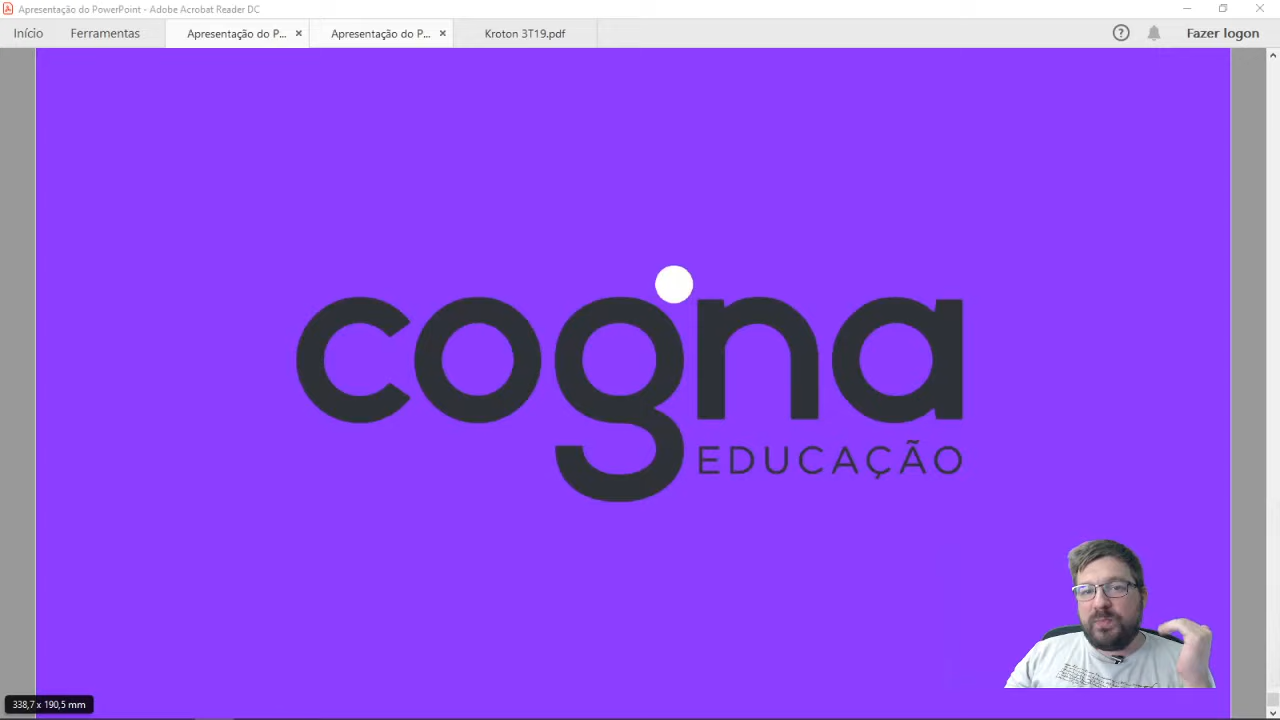 Apresentação do PowerPoint - Adobe Acrobat Reader DC
Início
Ferramentas
Apresentação do P...
Apresentação do P...
Kroton 3T19.pdf
Fazer logon
cogna
EDUCAÇÃO
338,7 x 190,5 mm